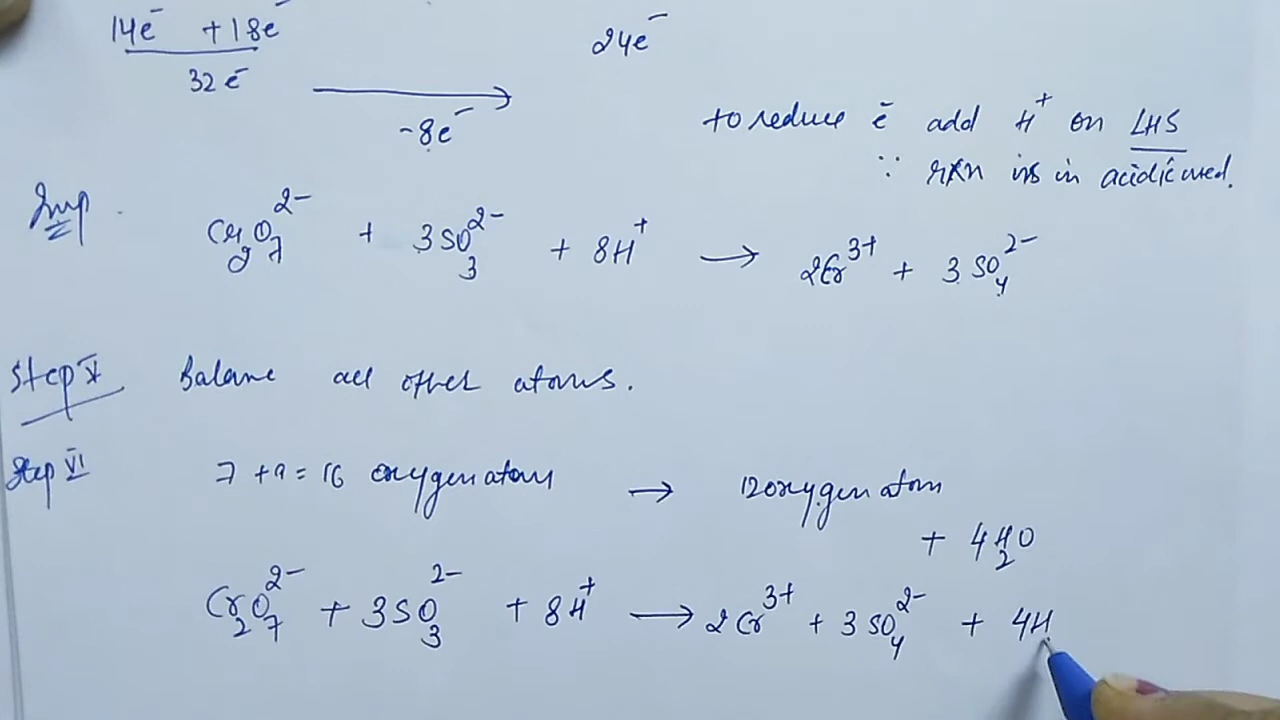 14e⁻ + 18e⁻ 24e⁻
32e⁻
-8e⁻
to reduce e⁻ add H⁺ on LHS
∵ rxn is in acidic med.
Imp. Cr₂O₇²⁻ + 3SO₃²⁻ + 8H⁺ → 2Cr³⁺ + 3SO₄²⁻
Step V Balance all other atoms.
Step VI 7 + 9 = 16 oxygen atoms → 12 oxygen atom
+ 4H₂O
Cr₂O₇²⁻ + 3SO₃²⁻ + 8H⁺ → 2Cr³⁺ + 3SO₄²⁻ + 4H